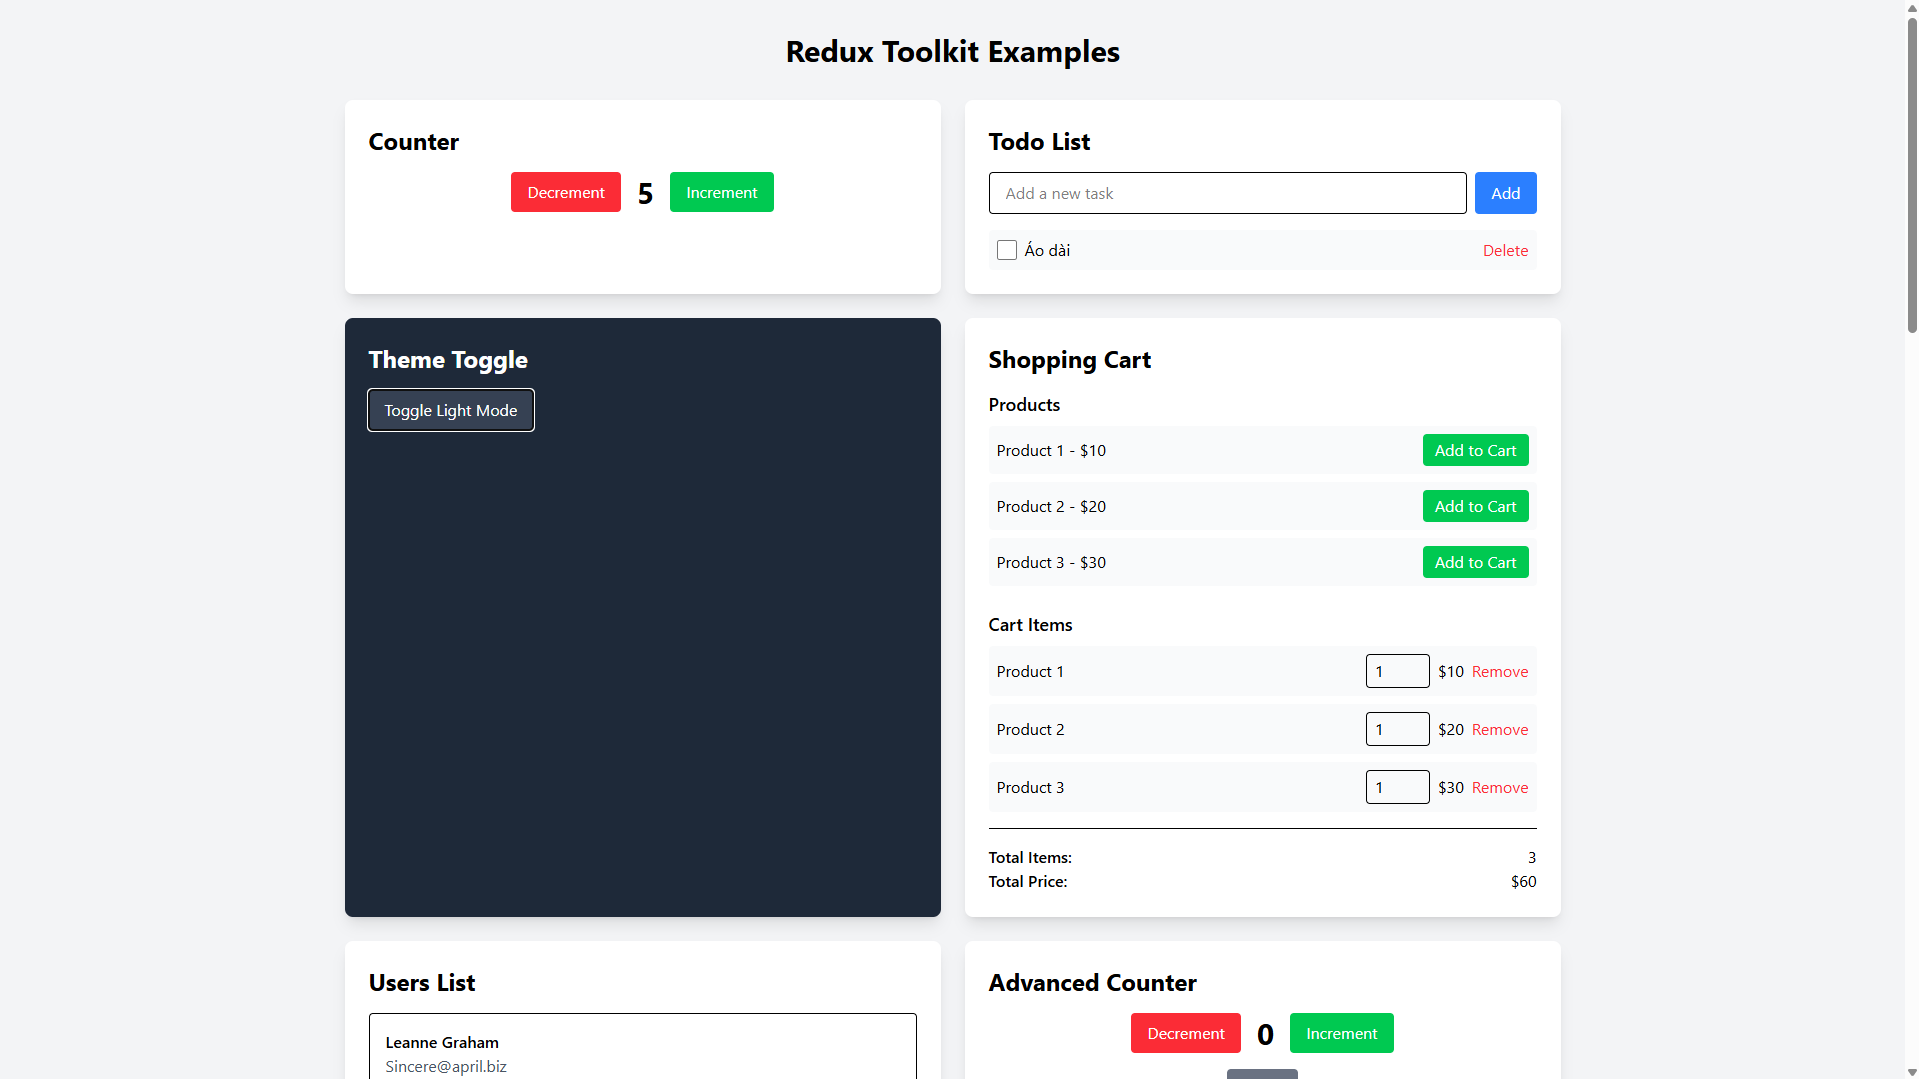 Redux Toolkit Examples
Counter
Decrement 5 Increment
Todo List
Add a new task Add
Áo dài Delete
Theme Toggle
Toggle Light Mode
Shopping Cart
Products
Product 1 - $10 Add to Cart
Product 2 - $20 Add to Cart
Product 3 - $30 Add to Cart
Cart Items
Product 1 1 $10 Remove
Product 2 1 $20 Remove
Product 3 1 $30 Remove
Total Items: 3
Total Price: $60
Users List
Leanne Graham
Sincere@april.biz
Advanced Counter
Decrement 0 Increment